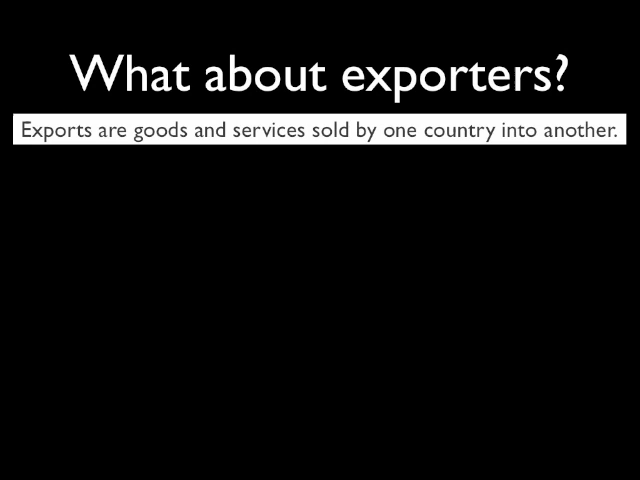 What about exporters?
Exports are goods and services sold by one country into another.